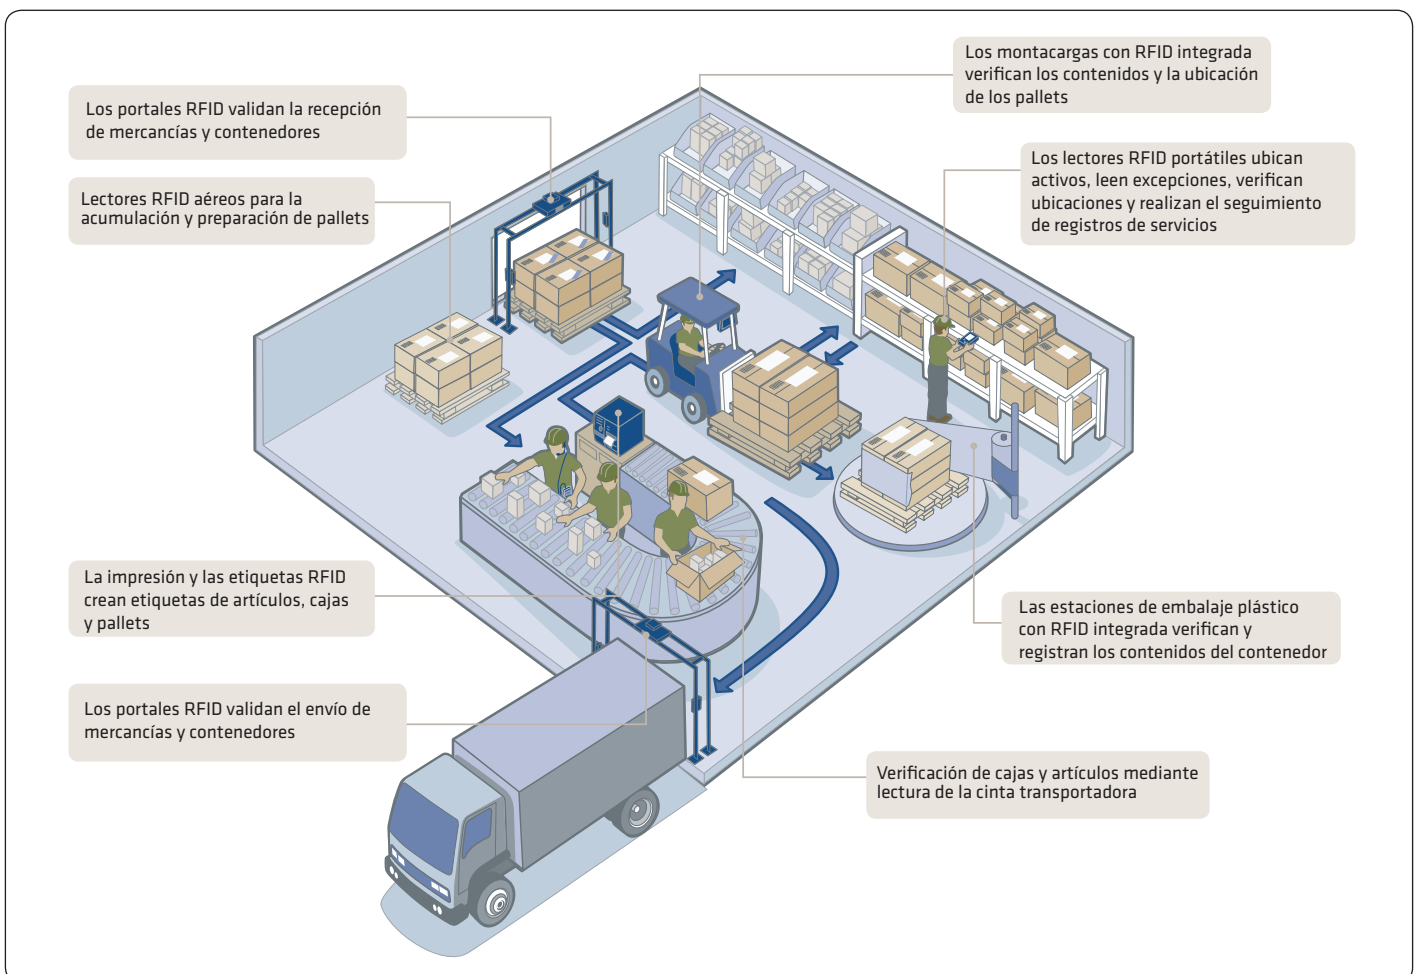 Los portales RFID validan la recepción
de mercancías y contenedores
Lectores RFID aéreos para la
acumulación y preparación de pallets
Los montacargas con RFID integrada
verifican los contenidos y la ubicación
de los pallets
Los lectores RFID portátiles ubican
activos, leen excepciones, verifican
ubicaciones y realizan el seguimiento
de registros de servicios
La impresión y las etiquetas RFID
crean etiquetas de artículos, cajas
y pallets
Las estaciones de embalaje plástico
con RFID integrada verifican y
registran los contenidos del contenedor
Los portales RFID validan el envío de
mercancías y contenedores
Verificación de cajas y artículos mediante
lectura de la cinta transportadora